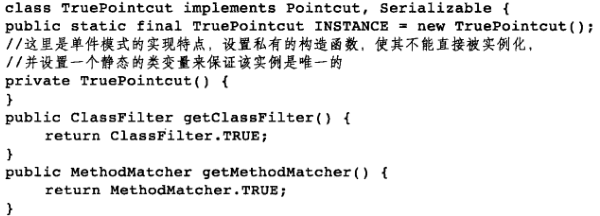 class TruePointcut implements Pointcut, Serializable {
public static final TruePointcut INSTANCE = new TruePointcut();
//这里是单件模式的实现特点，设置私有的构造函数，使其不能直接被实例化，
//并设置一个静态的类变量来保证该实例是唯一的
private TruePointcut() {
}
public ClassFilter getClassFilter() {
    return ClassFilter.TRUE;
}
public MethodMatcher getMethodMatcher() {
    return MethodMatcher.TRUE;
}